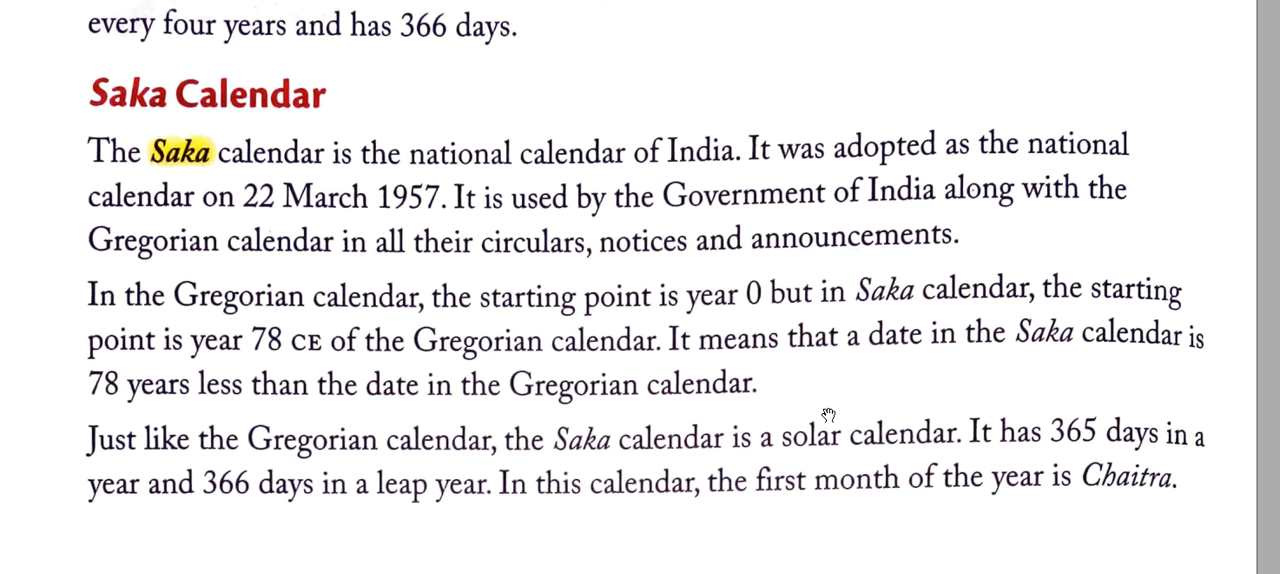 every four years and has 366 days.
Saka Calendar
The Saka calendar is the national calendar of India. It was adopted as the national
calendar on 22 March 1957. It is used by the Government of India along with the
Gregorian calendar in all their circulars, notices and announcements.
In the Gregorian calendar, the starting point is year 0 but in Saka calendar, the starting
point is year 78 CE of the Gregorian calendar. It means that a date in the Saka calendar is
78 years less than the date in the Gregorian calendar.
Just like the Gregorian calendar, the Saka calendar is a solar calendar. It has 365 days in a
year and 366 days in a leap year. In this calendar, the first month of the year is Chaitra.